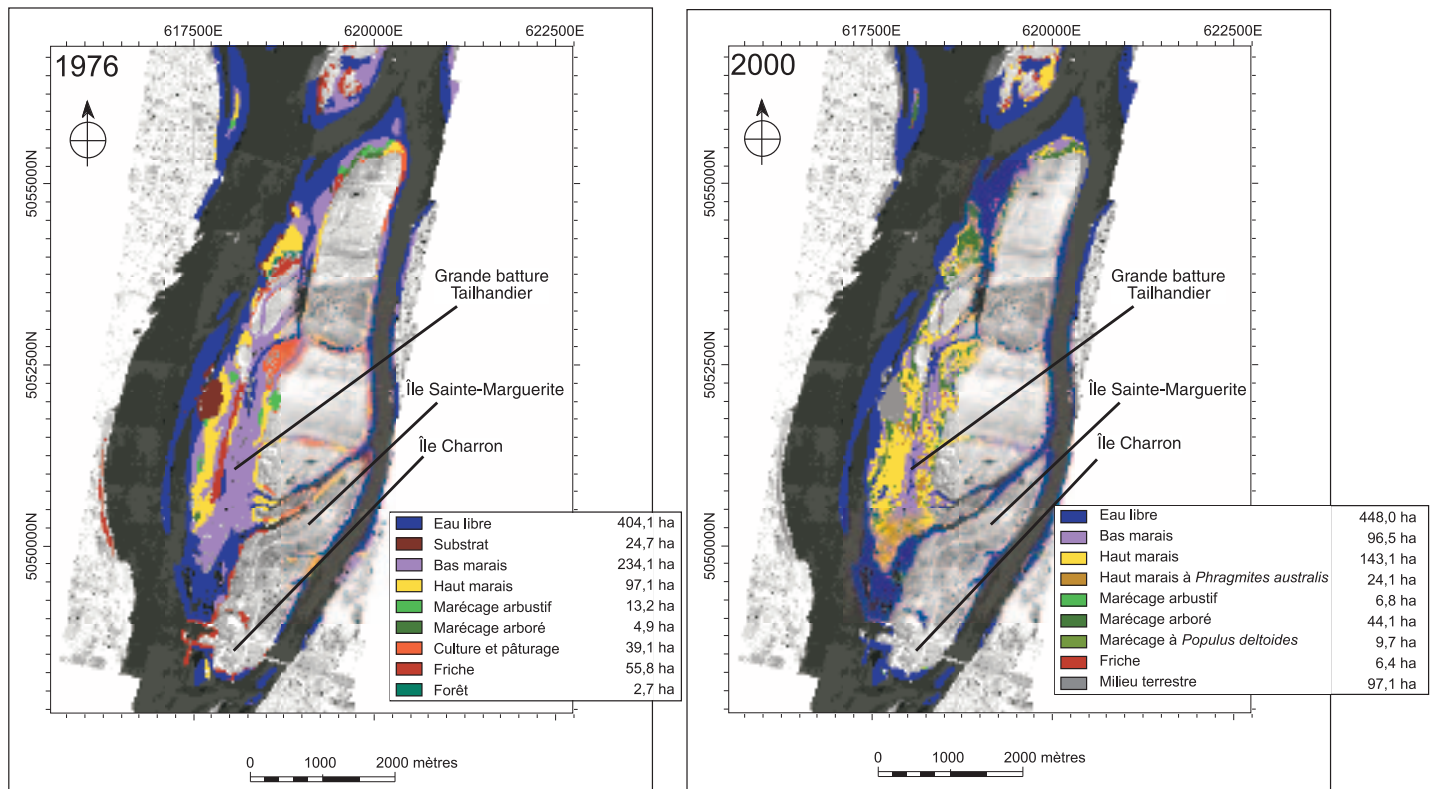 1976
617500E 620000E 622500E
5055000N
5052500N
5050000N
Grande batture
Tailhandier
Île Sainte-Marguerite
Île Charron
Eau libre 404,1 ha
Substrat 24,7 ha
Bas marais 234,1 ha
Haut marais 97,1 ha
Marécage arbustif 13,2 ha
Marécage arboré 4,9 ha
Culture et pâturage 39,1 ha
Friche 55,8 ha
Forêt 2,7 ha
0 1000 2000 mètres
2000
617500E 620000E 622500E
5055000N
5052500N
5050000N
Grande batture
Tailhandier
Île Sainte-Marguerite
Île Charron
Eau libre 448,0 ha
Bas marais 96,5 ha
Haut marais 143,1 ha
Haut marais à Phragmites australis 24,1 ha
Marécage arbustif 6,8 ha
Marécage arboré 44,1 ha
Marécage à Populus deltoides 9,7 ha
Friche 6,4 ha
Milieu terrestre 97,1 ha
0 1000 2000 mètres